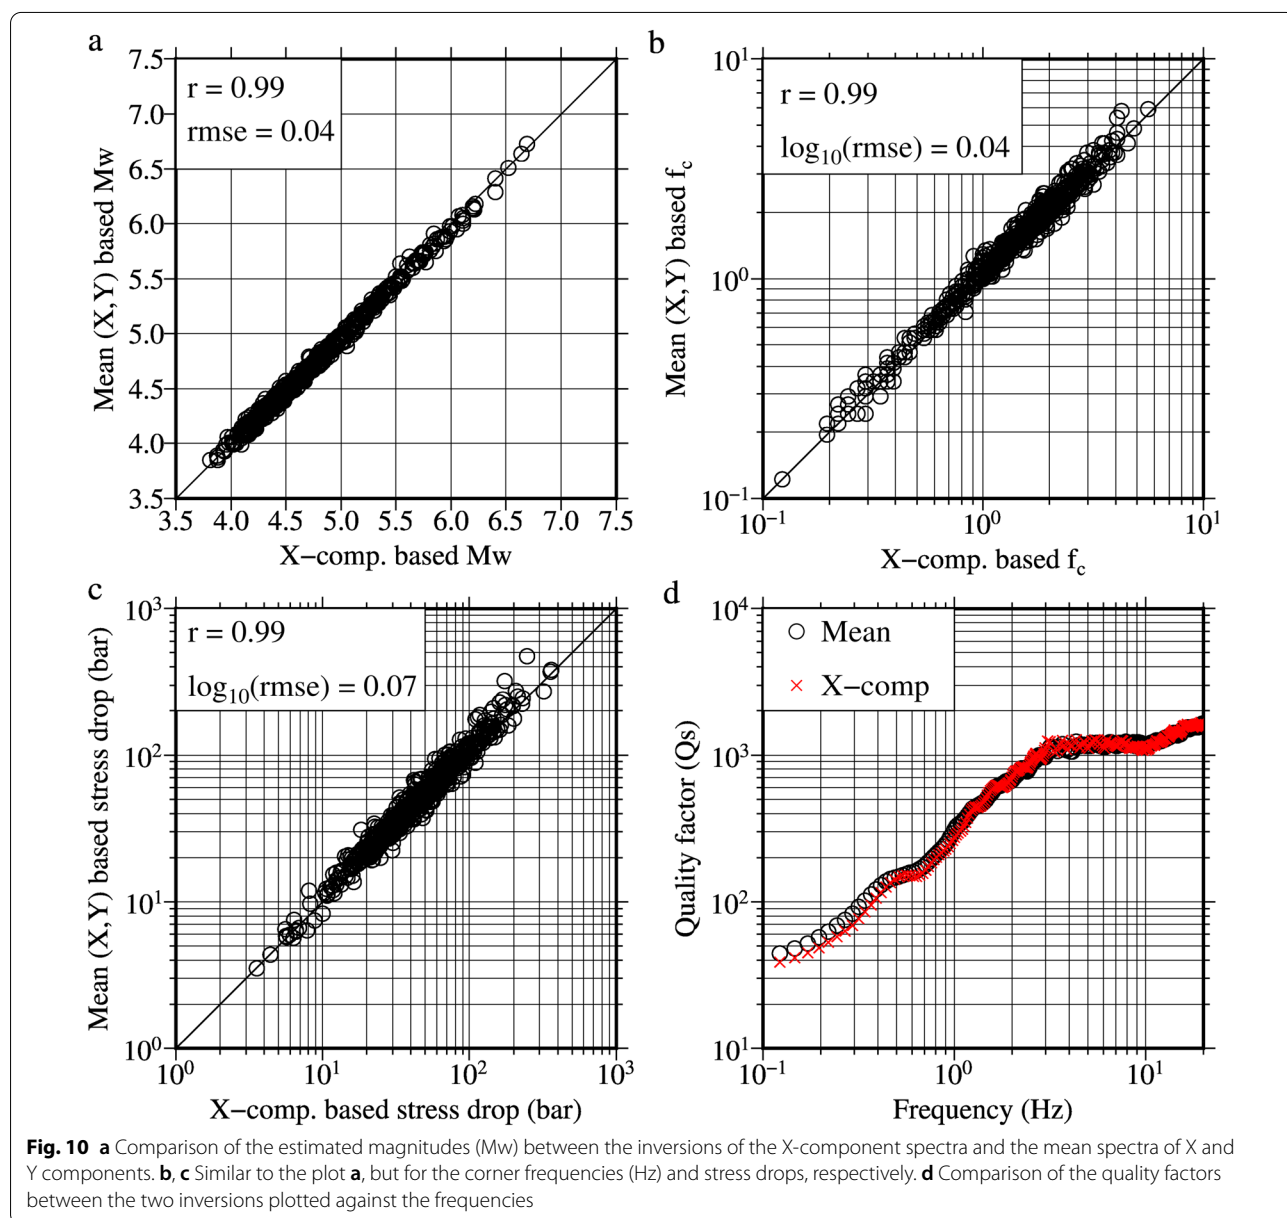 a
Mean (X,Y) based Mw
7.5
7.0
6.5
6.0
5.5
5.0
4.5
4.0
3.5
r = 0.99
rmse = 0.04
3.5 4.0 4.5 5.0 5.5 6.0 6.5 7.0 7.5
X−comp. based Mw
b
Mean (X,Y) based f_c
10¹
10⁰
10⁻¹
r = 0.99
log₁₀(rmse) = 0.04
10⁻¹ 10⁰ 10¹
X−comp. based f_c
c
Mean (X,Y) based stress drop (bar)
10³
10²
10¹
10⁰
r = 0.99
log₁₀(rmse) = 0.07
10⁰ 10¹ 10² 10³
X−comp. based stress drop (bar)
d
Quality factor (Qs)
10⁴
10³
10²
10¹
Mean
X−comp
10⁻¹ 10⁰ 10¹
Frequency (Hz)
Fig. 10 a Comparison of the estimated magnitudes (Mw) between the inversions of the X-component spectra and the mean spectra of X and
Y components. b, c Similar to the plot a, but for the corner frequencies (Hz) and stress drops, respectively. d Comparison of the quality factors
between the two inversions plotted against the frequencies